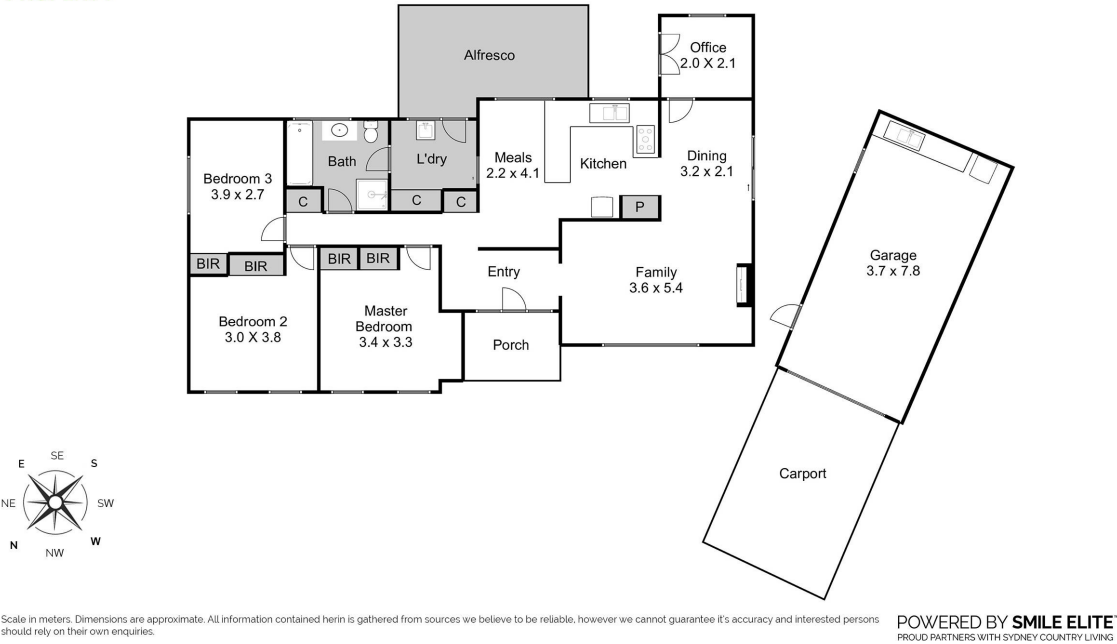 Alfresco
Office
2.0 X 2.1
Bath
L'dry
Meals
2.2 x 4.1
Kitchen
Dining
3.2 x 2.1
Bedroom 3
3.9 x 2.7
C
C
C
P
BIR
BIR
BIR
BIR
Entry
Family
3.6 x 5.4
Garage
3.7 x 7.8
Bedroom 2
3.0 X 3.8
Master
Bedroom
3.4 x 3.3
Porch
Carport
SE
E
S
NE
SW
N
W
NW
Scale in meters. Dimensions are approximate. All information contained herin is gathered from sources we believe to be reliable, however we cannot guarantee it's accuracy and interested persons
should rely on their own enquiries.
POWERED BY SMILE ELITE
PROUD PARTNERS WITH SYDNEY COUNTRY LIVING